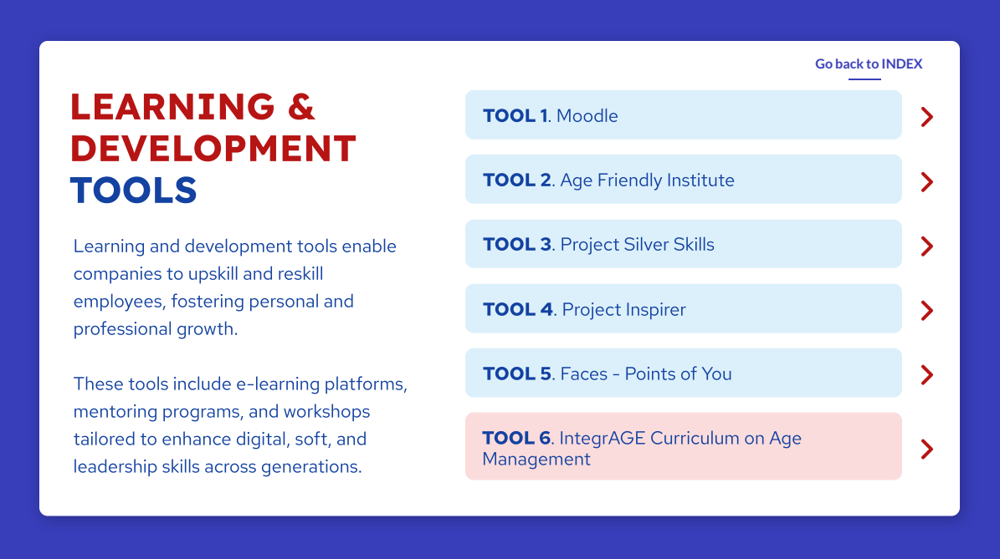 Go back to INDEX
LEARNING &
DEVELOPMENT
TOOLS
Learning and development tools enable
companies to upskill and reskill
employees, fostering personal and
professional growth.
These tools include e-learning platforms,
mentoring programs, and workshops
tailored to enhance digital, soft, and
leadership skills across generations.
TOOL 1. Moodle
TOOL 2. Age Friendly Institute
TOOL 3. Project Silver Skills
TOOL 4. Project Inspirer
TOOL 5. Faces - Points of You
TOOL 6. IntegrAGE Curriculum on Age
Management